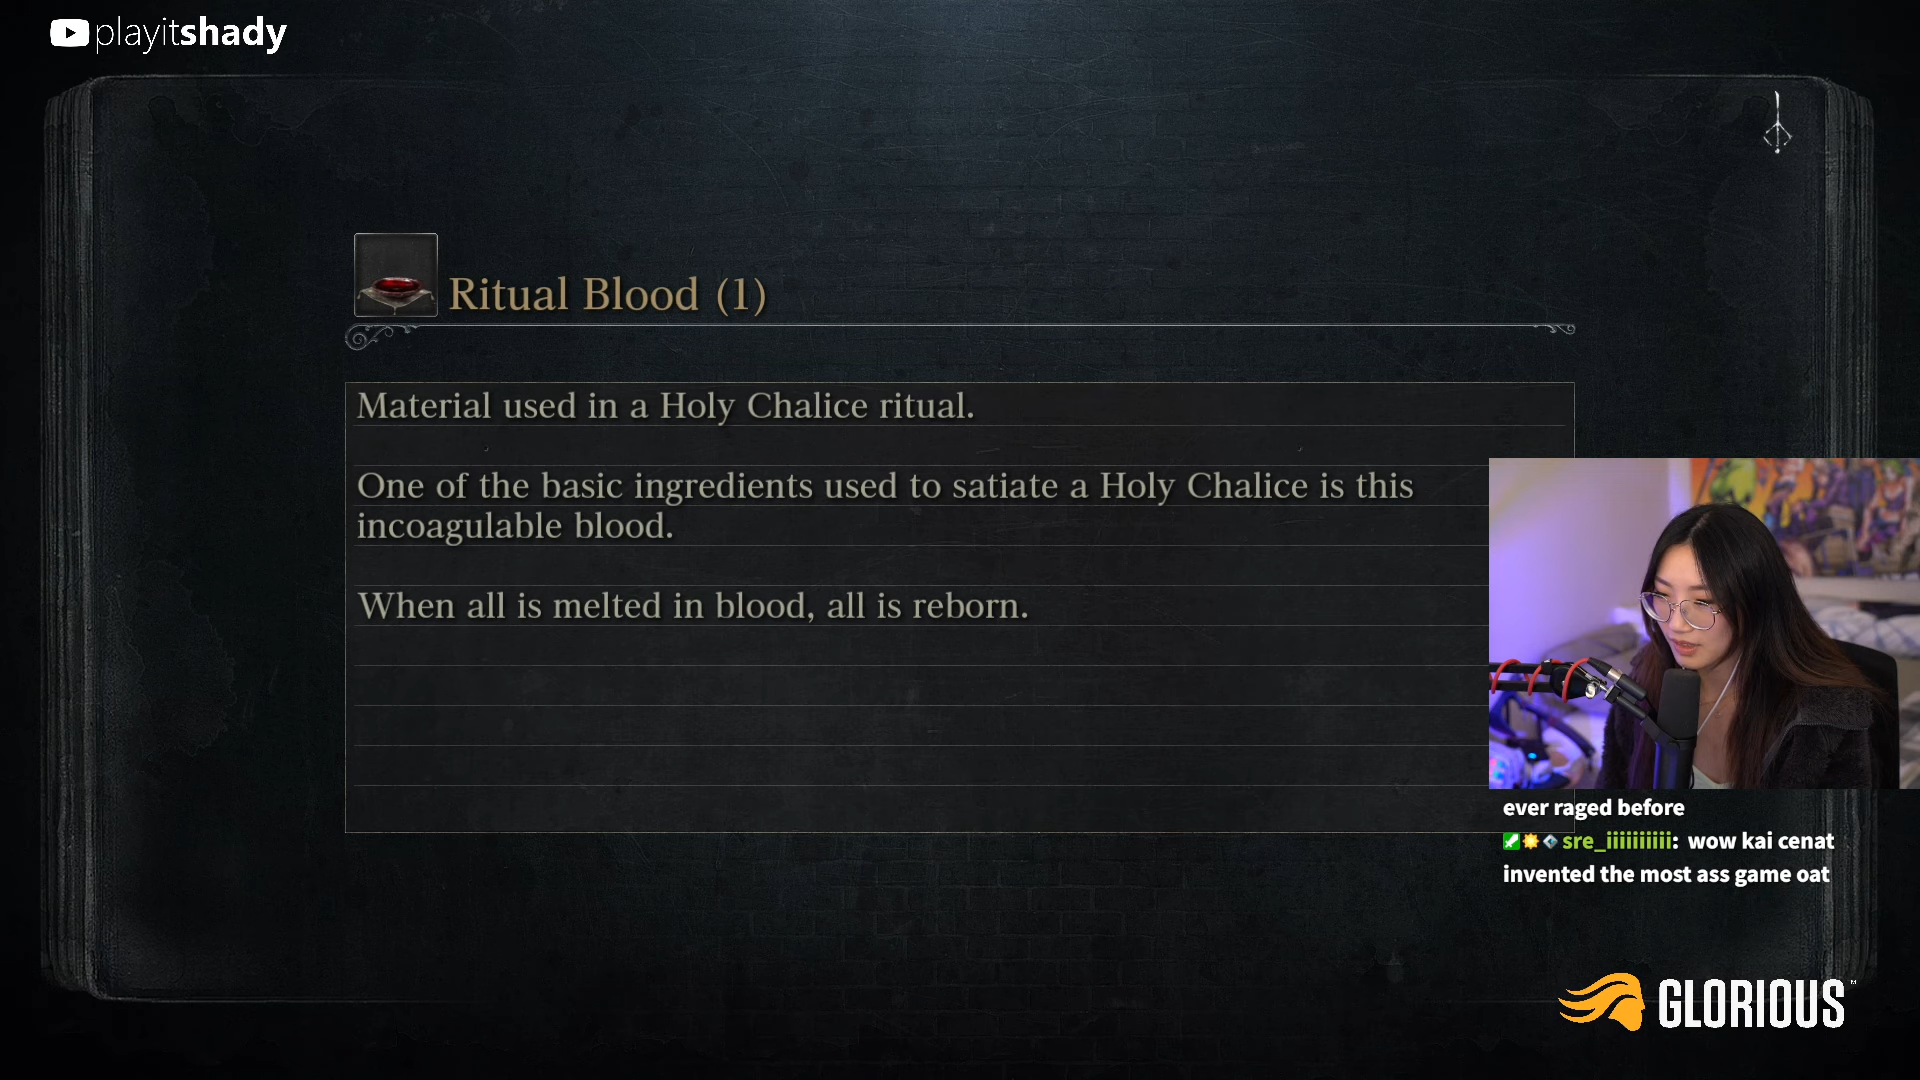 playitshady
Ritual Blood (1)
Material used in a Holy Chalice ritual.
One of the basic ingredients used to satiate a Holy Chalice is this
incoagulable blood.
When all is melted in blood, all is reborn.
ever raged before
sre_iiiiiiiiii: wow kai cenat
invented the most ass game oat
GLORIOUS™